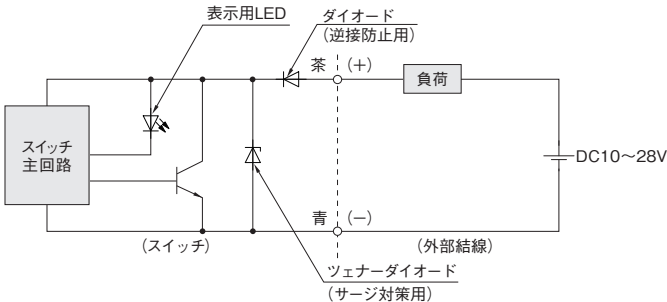 表示用LED
ダイオード
(逆接防止用)
茶
(+)
負荷
スイッチ
主回路
DC10～28V
青
(−)
(スイッチ)
(外部結線)
ツェナーダイオード
(サージ対策用)